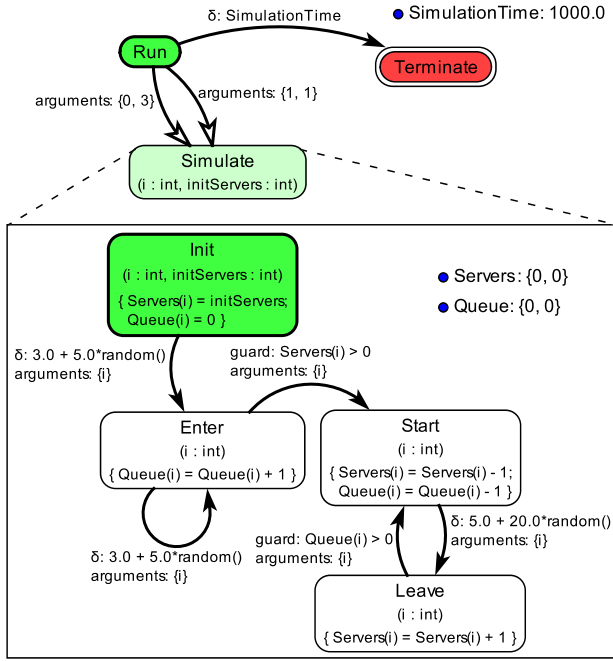 δ: SimulationTime
SimulationTime: 1000.0
Run
Terminate
arguments: {0, 3}
arguments: {1, 1}
Simulate
(i : int, initServers : int)
Init
(i : int, initServers : int)
{ Servers(i) = initServers;
Queue(i) = 0 }
Servers: {0, 0}
Queue: {0, 0}
δ: 3.0 + 5.0*random()
arguments: {i}
guard: Servers(i) > 0
arguments: {i}
Enter
(i : int)
{ Queue(i) = Queue(i) + 1 }
Start
(i : int)
{ Servers(i) = Servers(i) - 1;
Queue(i) = Queue(i) - 1 }
δ: 3.0 + 5.0*random()
arguments: {i}
guard: Queue(i) > 0
arguments: {i}
δ: 5.0 + 20.0*random()
arguments: {i}
Leave
(i : int)
{ Servers(i) = Servers(i) + 1 }